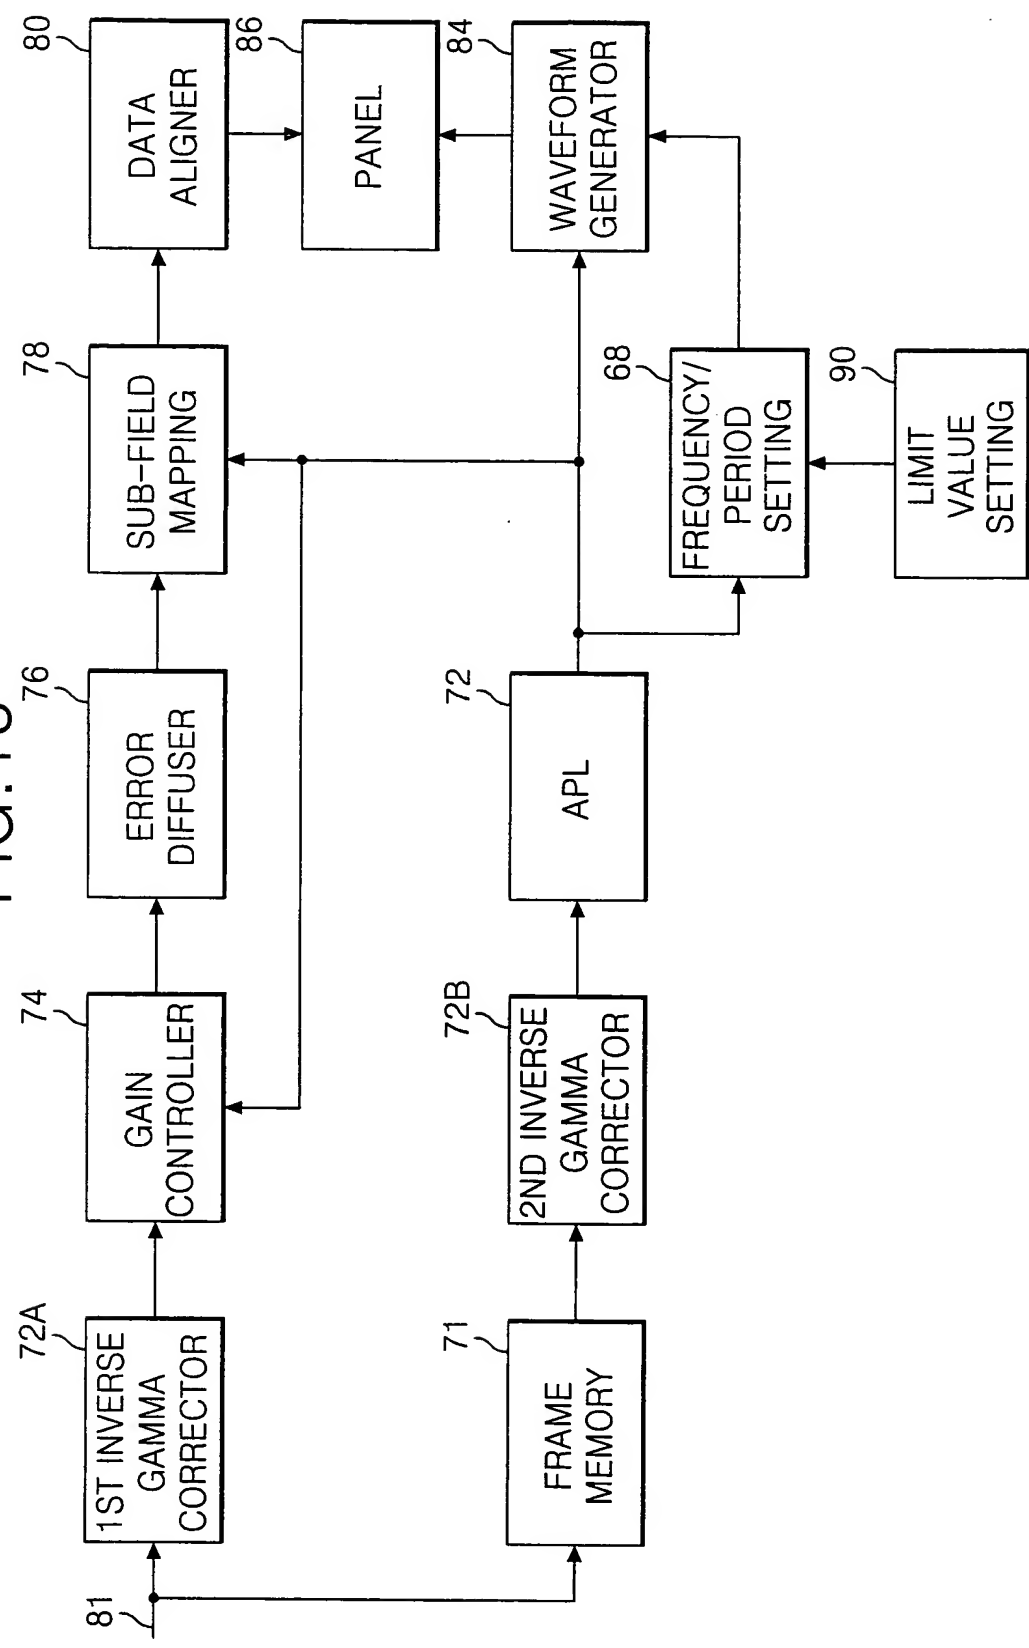 72A
74
76
78
80
81
1ST INVERSE
GAMMA
CORRECTOR
GAIN
CONTROLLER
ERROR
DIFFUSER
SUB-FIELD
MAPPING
DATA
ALIGNER
86
PANEL
71
72B
72
84
FRAME
MEMORY
2ND INVERSE
GAMMA
CORRECTOR
APL
WAVEFORM
GENERATOR
68
FREQUENCY/
PERIOD
SETTING
90
LIMIT
VALUE
SETTING